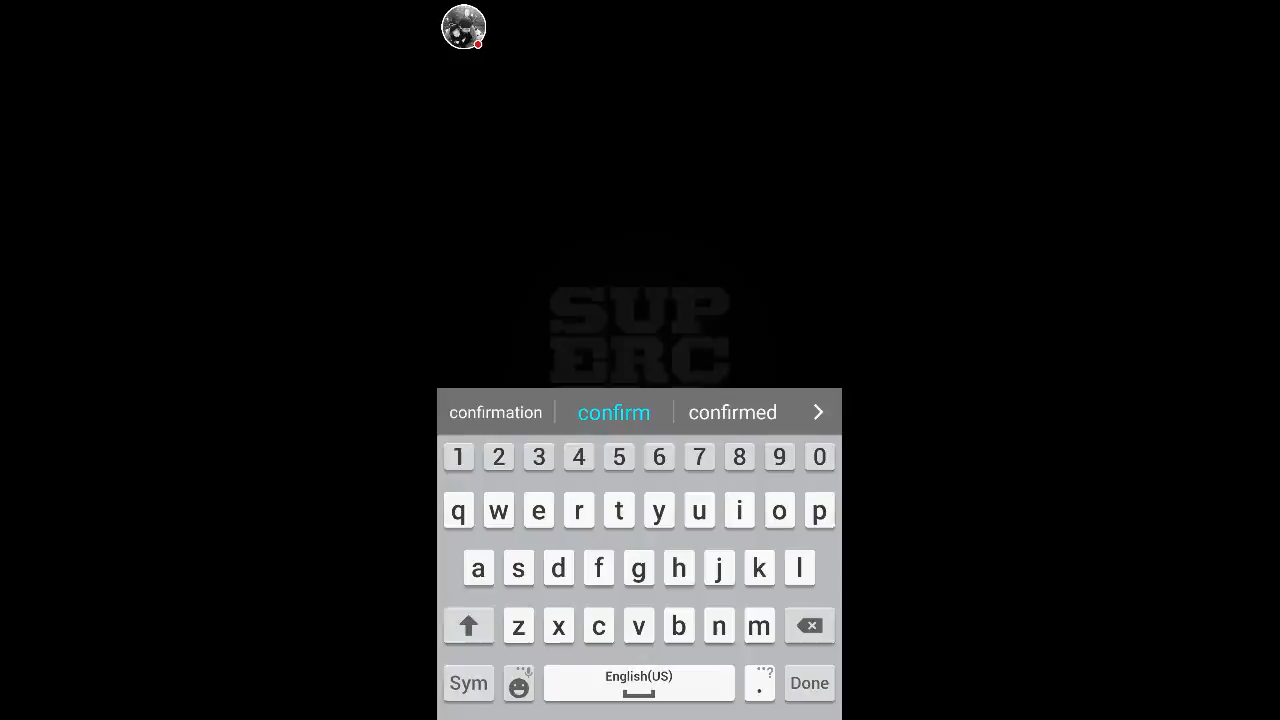 SUP
ERC
confirmation confirm confirmed
1 2 3 4 5 6 7 8 9 0
q w e r t y u i o p
a s d f g h j k l
z x c v b n m
Sym English(US) . ? Done